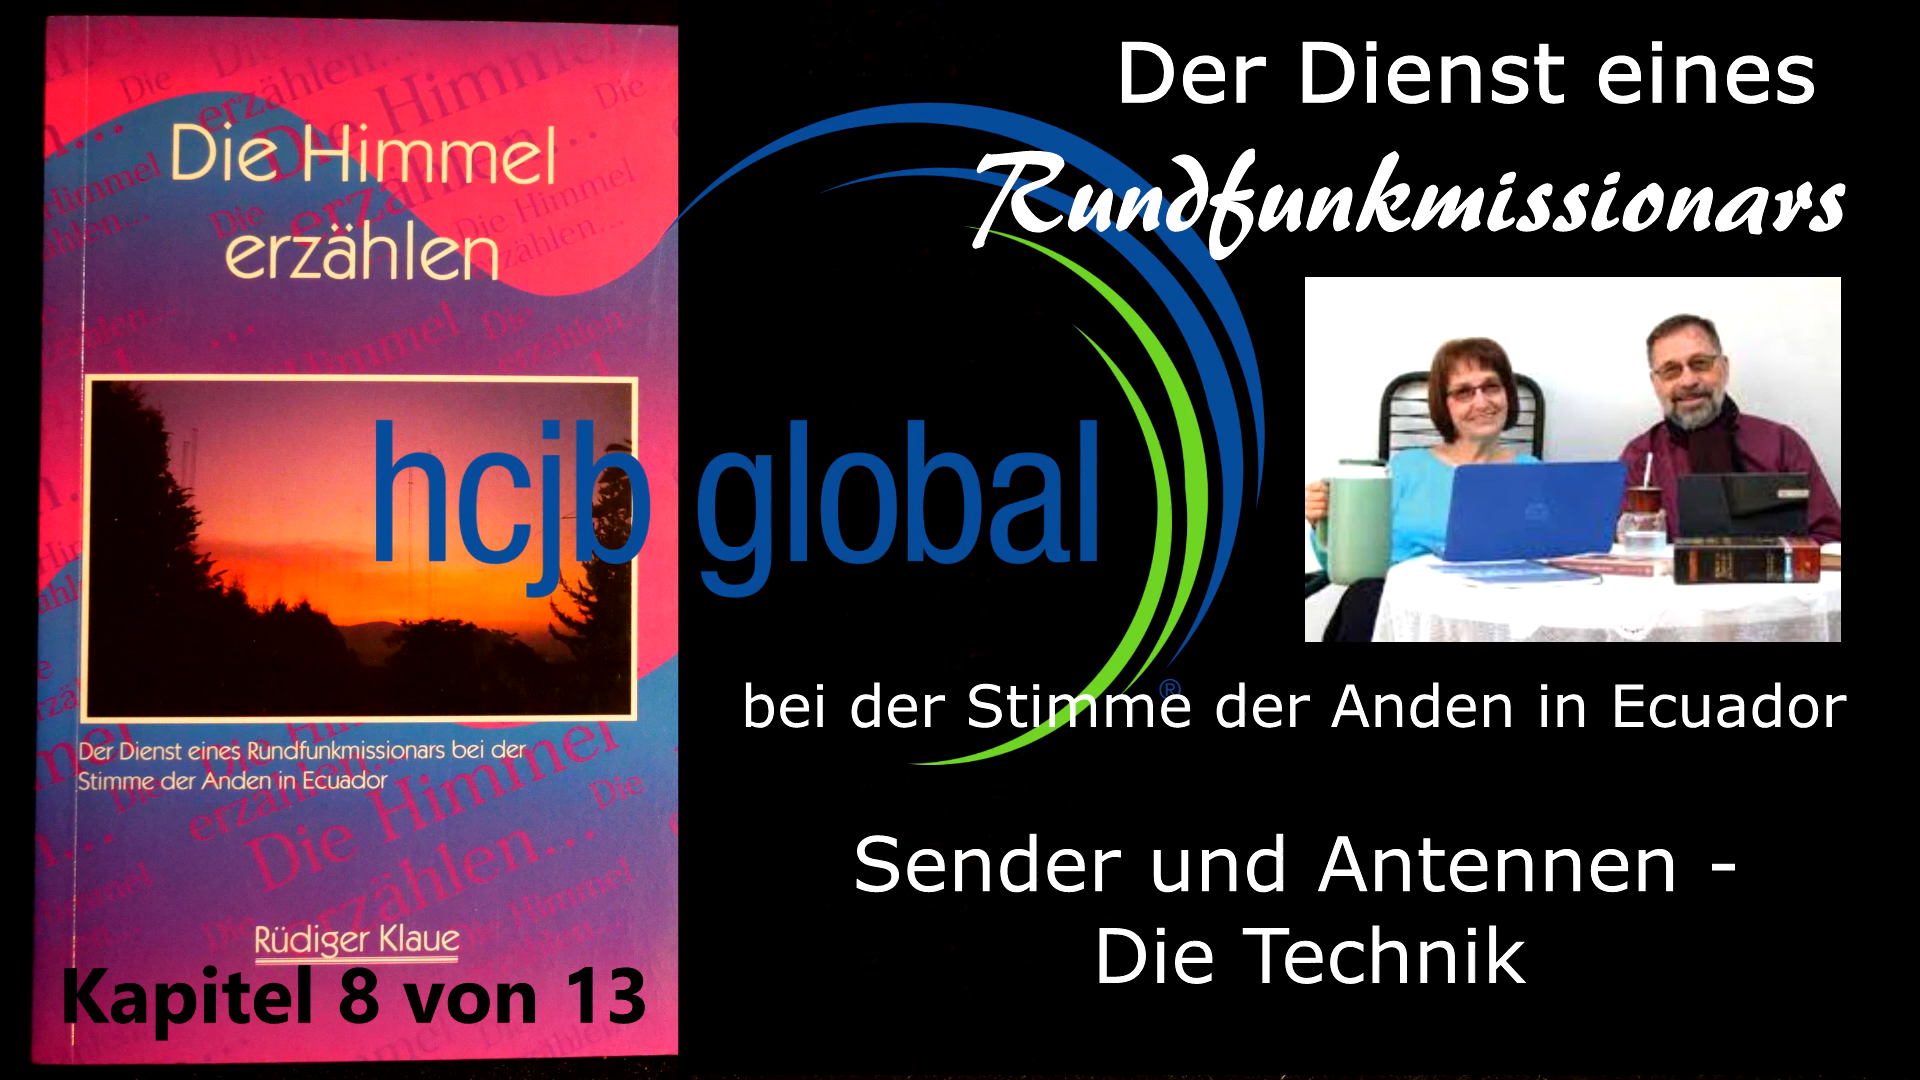 Die Himmel
erzählen
Der Dienst eines Rundfunkmissionars bei der
Stimme der Anden in Ecuador
Rüdiger Klaue
Kapitel 8 von 13
hcjb global
®
Der Dienst eines
Rundfunkmissionars
bei der Stimme der Anden in Ecuador
Sender und Antennen -
Die Technik